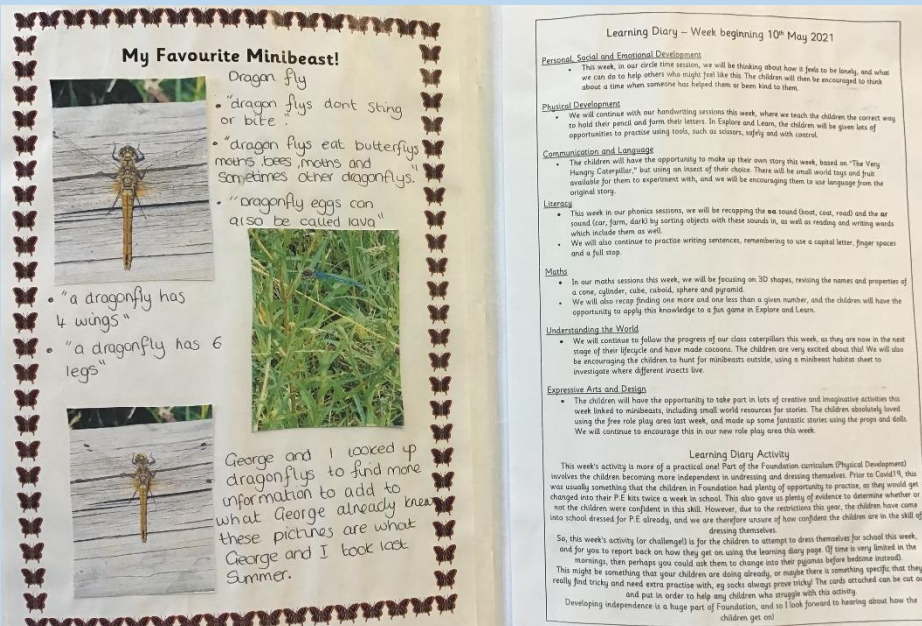 My Favourite Minibeast!
Dragon fly
• "dragon flys dont sting
or bite."
• "dragon flys eat butterflys
moths, bees, moths and
sometimes other dragonflys."
• "Dragonfly eggs can
also be called lava"
• "a dragonfly has
4 wings"
• "a dragonfly has 6
legs"
George and I looked up
dragonflys to find more
information to add to
what George already knew
these pictures are what
George and I took last
Summer.
Learning Diary – Week beginning 10th May 2021
Personal, Social and Emotional Development
• This week, in our circle time session, we will be thinking about how it feels to be lonely, and what
we can do to help others who might feel like this. The children will then be encouraged to think
about a time when someone has helped them or been kind to them.
Physical Development
• We will continue with our handwriting sessions this week, where we teach the children the correct way
to hold their pencil and form their letters. In Explore and Learn, the children will be given lots of
opportunities to practise using tools, such as scissors, safely and with control.
Communication and Language
• The children will have the opportunity to make up their own story this week, based on "The Very
Hungry Caterpillar," but using an insect of their choice. There will be small world toys and fruit
available for them to experiment with, and we will be encouraging them to use language from the
original story.
Literacy
• This week in our phonics sessions, we will be recapping the oa sound (boat, coat, road) and the ar
sound (car, farm, dark) by sorting objects with these sounds in, as well as reading and writing words
which include them as well.
• We will also continue to practise writing sentences, remembering to use a capital letter, finger spaces
and a full stop.
Maths
• In our maths sessions this week, we will be focusing on 3D shapes, revising the names and properties of
a cone, cylinder, cube, cuboid, sphere and pyramid.
• We will also recap finding one more and one less than a given number, and the children will have the
opportunity to apply this knowledge to a fun game in Explore and Learn.
Understanding the World
• We will continue to follow the progress of our class caterpillars this week, as they are now in the next
stage of their lifecycle and have made cocoons. The children are very excited about this! We will also
be encouraging the children to hunt for minibeasts outside, using a minibeast habitat sheet to
investigate where different insects live.
Expressive Arts and Design
• The children will have the opportunity to take part in lots of creative and imaginative activities this
week linked to minibeasts, including small world resources for stories. The children absolutely loved
using the free role play area last week, and made up some fantastic stories using the props and dolls.
We will continue to encourage this in our new role play area this week.
Learning Diary Activity
This week's activity is more of a practical one! Part of the Foundation curriculum (Physical Development)
involves the children becoming more independent in undressing and dressing themselves. Prior to Covid19, this
was usually something that the children in Foundation had plenty of opportunity to practise, as they would get
changed into their P.E kits twice a week in school. This also gave us plenty of evidence to determine whether or
not the children were confident in this skill. However, due to the restrictions this year, the children have come
into school dressed for P.E already, and we are therefore unsure of how confident the children are in the skill of
dressing themselves.
So, this week's activity (or challenge!) is for the children to attempt to dress themselves for school this week,
and for you to report back on how they get on using the learning diary page. (If time is very limited in the
mornings, then perhaps you could ask them to change into their pyjamas before bedtime instead).
This might be something that your children are doing already, or maybe there is something specific that they
really find tricky and need extra practise with, eg socks always prove tricky! The cards attached can be cut out
and put in order to help any children who struggle with this activity.
Developing independence is a huge part of Foundation, and so I look forward to hearing about how the
children get on!